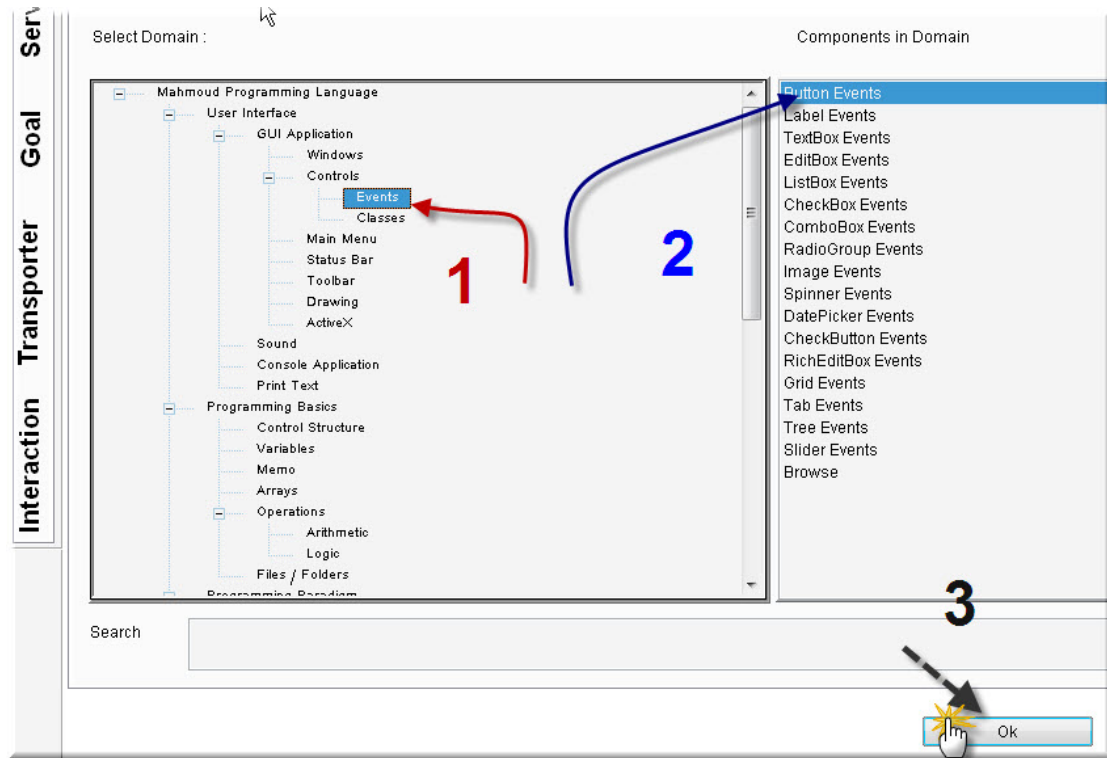 Select Domain :
Components in Domain
Mahmoud Programming Language
User Interface
GUI Application
Windows
Controls
Events
Classes
Main Menu
Status Bar
Toolbar
Drawing
ActiveX
Sound
Console Application
Print Text
Programming Basics
Control Structure
Variables
Memo
Arrays
Operations
Arithmetic
Logic
Files / Folders
Programming Paradigm
Button Events
Label Events
TextBox Events
EditBox Events
ListBox Events
CheckBox Events
ComboBox Events
RadioGroup Events
Image Events
Spinner Events
DatePicker Events
CheckButton Events
RichEditBox Events
Grid Events
Tab Events
Tree Events
Slider Events
Browse
1
2
3
Search
Ok
Interaction
Transporter
Goal
Ser